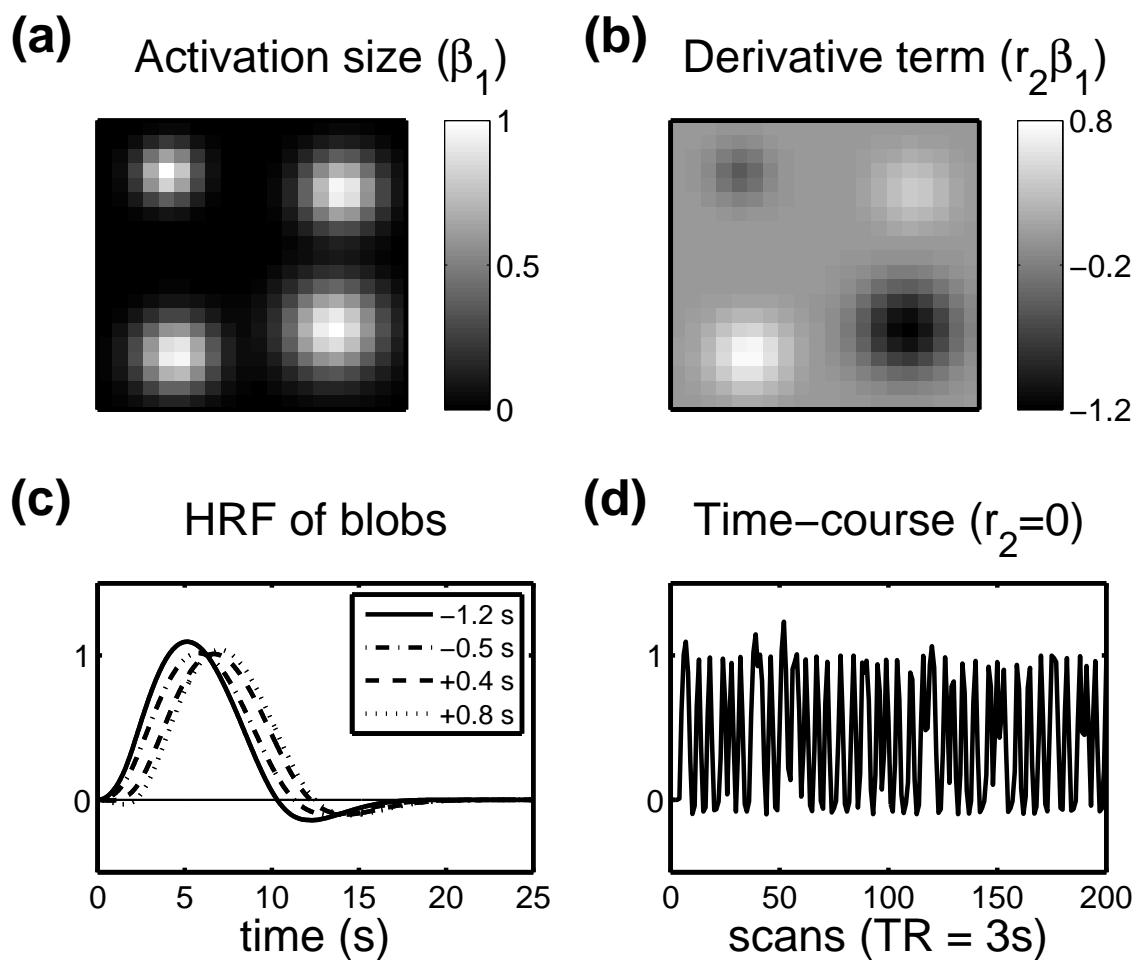 (a)
Activation size (β1)
1
0.5
0
(b)
Derivative term (r2β1)
0.8
−0.2
−1.2
(c)
HRF of blobs
1
0
0 5 10 15 20 25
time (s)
−1.2 s
−0.5 s
+0.4 s
+0.8 s
(d)
Time−course (r2=0)
1
0
0 50 100 150 200
scans (TR = 3s)